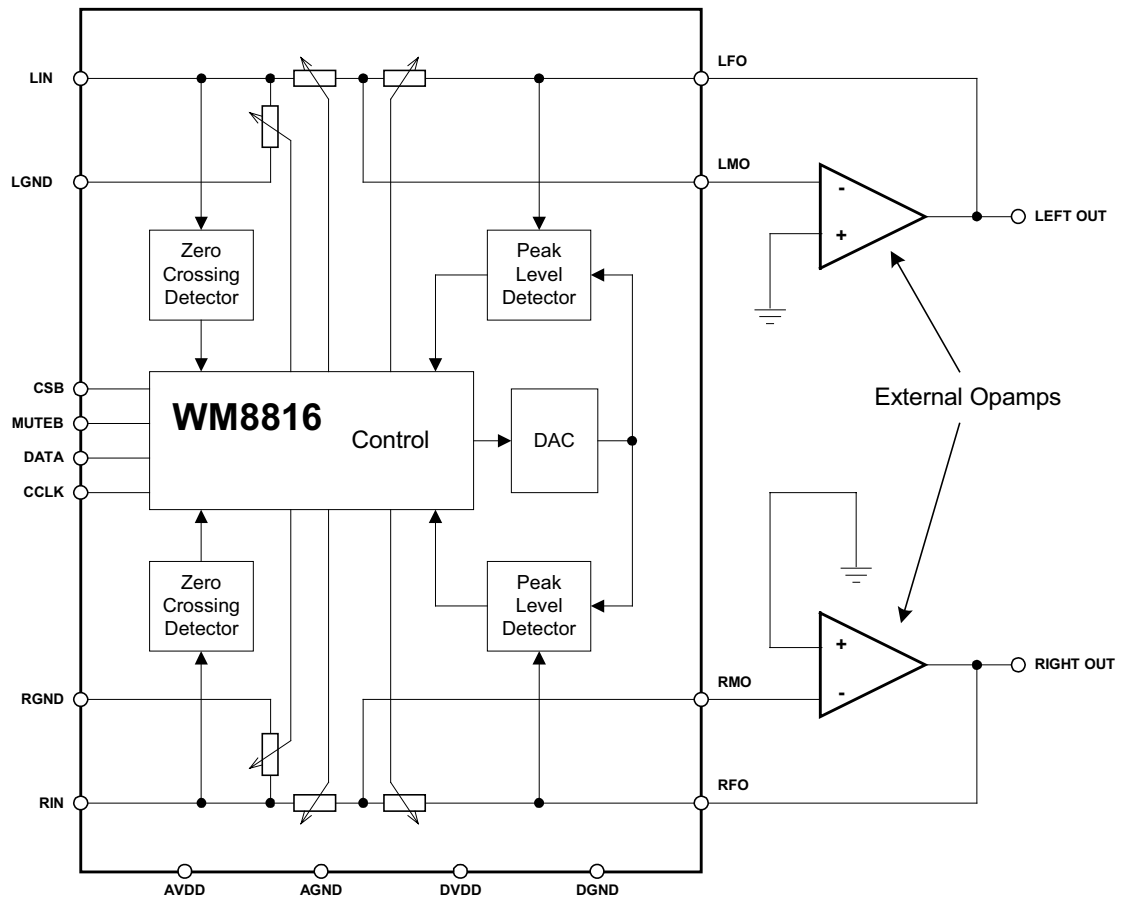 LIN
LFO
LMO
LGND
-
+
LEFT OUT
Zero
Crossing
Detector
Peak
Level
Detector
CSB
MUTEB
DATA
CCLK
WM8816
Control
DAC
External Opamps
Zero
Crossing
Detector
Peak
Level
Detector
+
-
RIGHT OUT
RGND
RMO
RIN
RFO
AVDD
AGND
DVDD
DGND